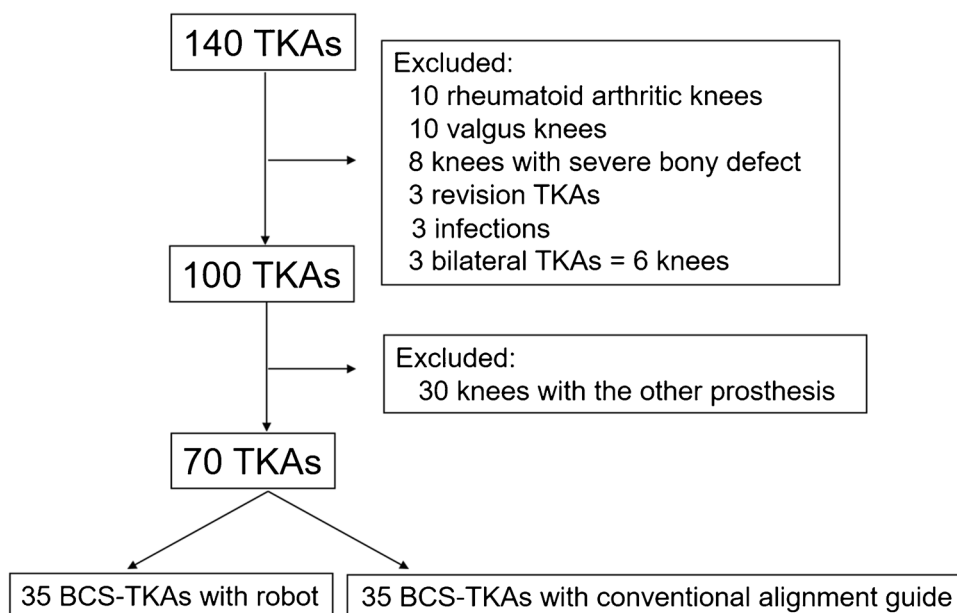 140 TKAs
Excluded:
10 rheumatoid arthritic knees
10 valgus knees
8 knees with severe bony defect
3 revision TKAs
3 infections
3 bilateral TKAs = 6 knees
100 TKAs
Excluded:
30 knees with the other prosthesis
70 TKAs
35 BCS-TKAs with robot
35 BCS-TKAs with conventional alignment guide